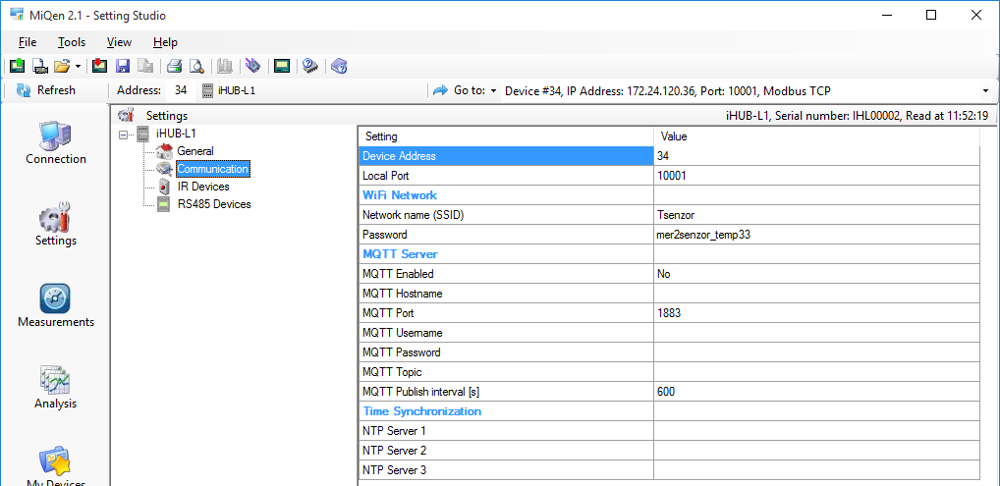 MiQen 2.1 - Setting Studio
File Tools View Help
Refresh Address: 34 iHUB-L1 Go to: Device #34, IP Address: 172.24.120.36, Port: 10001, Modbus TCP
Settings iHUB-L1, Serial number: IHL00002, Read at 11:52:19
Connection
Settings
Measurements
Analysis
My Devices
iHUB-L1
General
Communication
IR Devices
RS485 Devices
Setting Value
Device Address 34
Local Port 10001
WiFi Network
Network name (SSID) Tsenzor
Password mer2senzor_temp33
MQTT Server
MQTT Enabled No
MQTT Hostname
MQTT Port 1883
MQTT Username
MQTT Password
MQTT Topic
MQTT Publish interval [s] 600
Time Synchronization
NTP Server 1
NTP Server 2
NTP Server 3